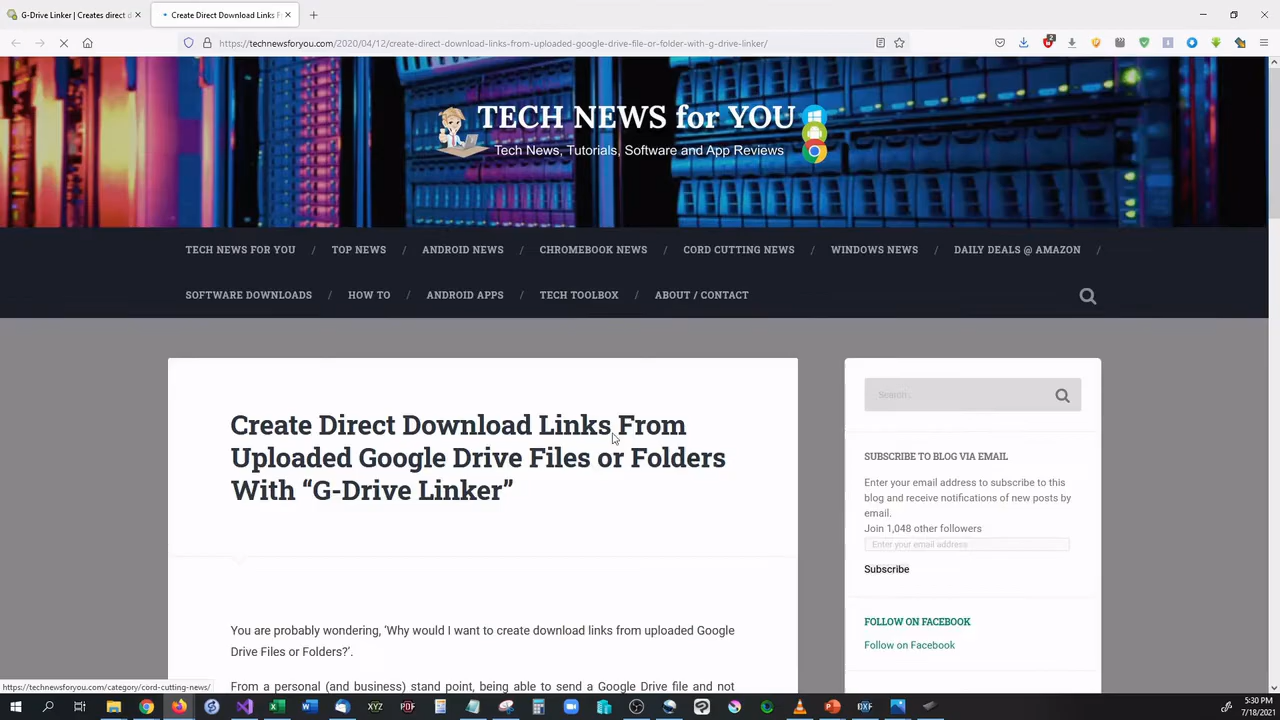 G-Drive Linker | Creates direct d
Create Direct Download Links F
https://technewsforyou.com/2020/04/12/create-direct-download-links-from-uploaded-google-drive-file-or-folder-with-g-drive-linker/
2
TECH NEWS for YOU
Tech News, Tutorials, Software and App Reviews
TECH NEWS FOR YOU / TOP NEWS / ANDROID NEWS / CHROMEBOOK NEWS / CORD CUTTING NEWS / WINDOWS NEWS / DAILY DEALS @ AMAZON /
SOFTWARE DOWNLOADS / HOW TO / ANDROID APPS / TECH TOOLBOX / ABOUT / CONTACT
Create Direct Download Links From
Uploaded Google Drive Files or Folders
With “G-Drive Linker”
You are probably wondering, ‘Why would I want to create download links from uploaded Google
Drive Files or Folders?’.
From a personal (and business) stand point, being able to send a Google Drive file and not
Search…
SUBSCRIBE TO BLOG VIA EMAIL
Enter your email address to subscribe to this
blog and receive notifications of new posts by
email.
Join 1,048 other followers
Enter your email address
Subscribe
FOLLOW ON FACEBOOK
Follow on Facebook
https://technewsforyou.com/category/cord-cutting-news/
XYZ
PDF
DXF
5:30 PM
7/18/2021